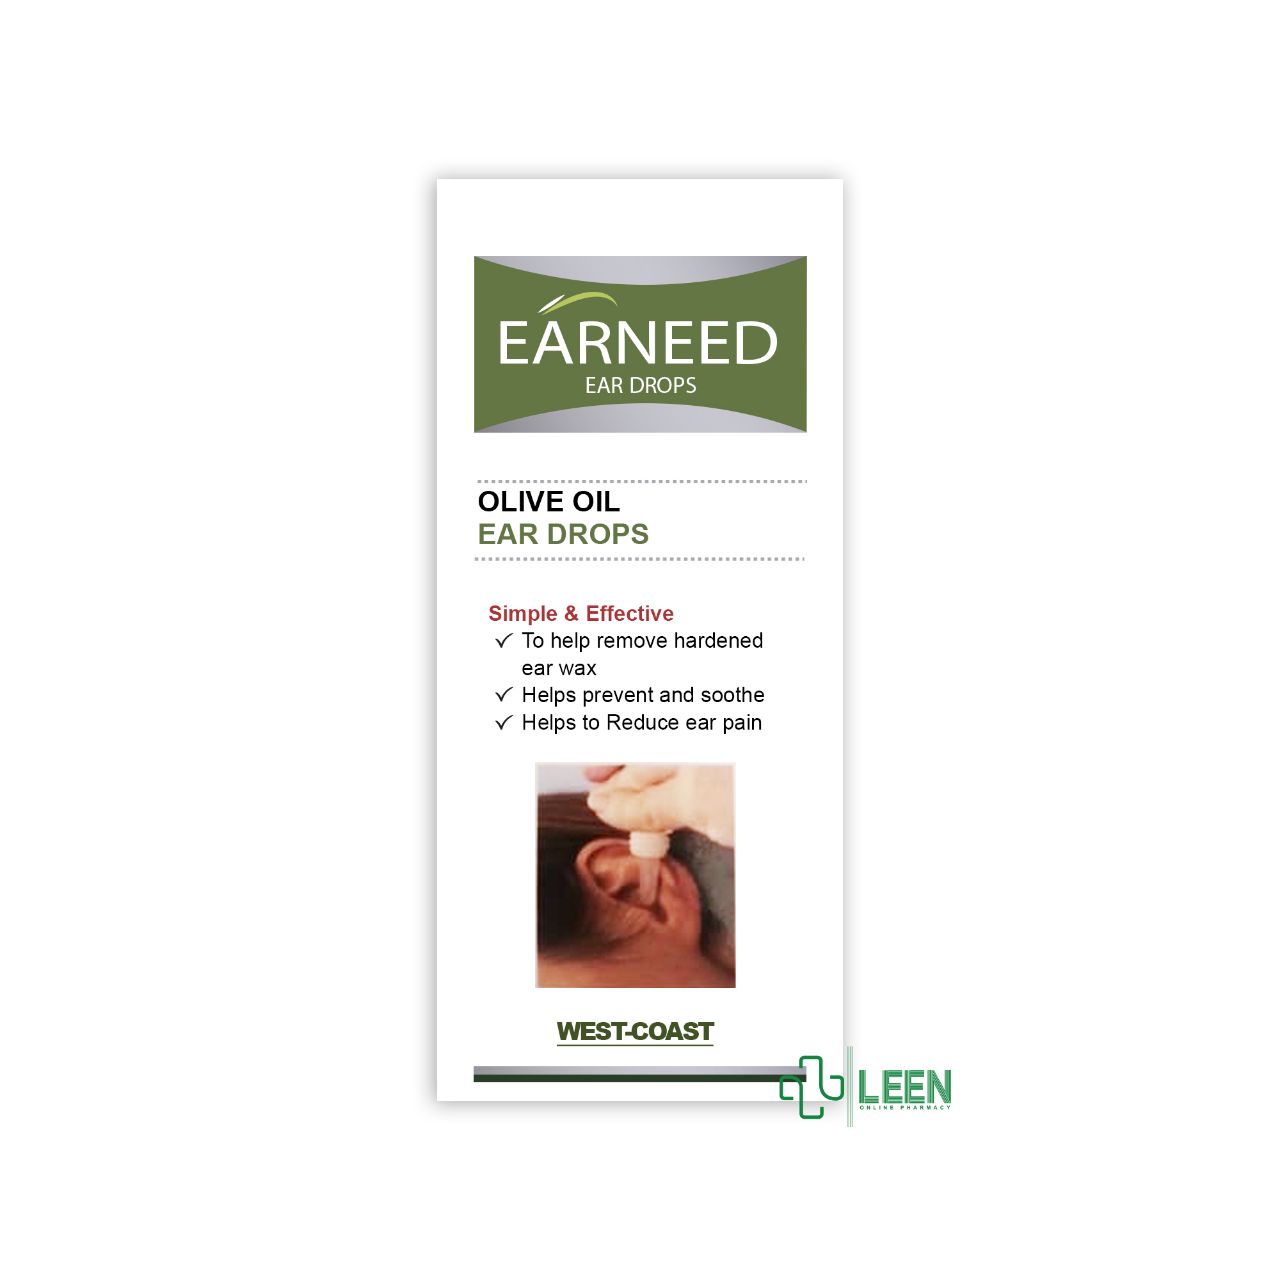 EARNEED
EAR DROPS
OLIVE OIL
EAR DROPS
Simple & Effective
To help remove hardened
ear wax
Helps prevent and soothe
Helps to Reduce ear pain
WEST-COAST
LEEN
ONLINE PHARMACY